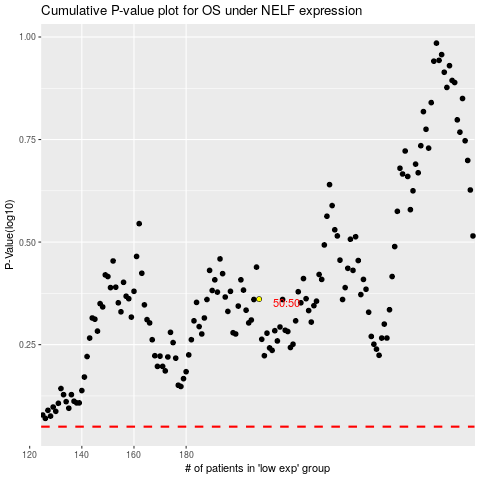 Cumulative P-value plot for OS under NELF expression
P-Value(log10)
1.00
0.75
0.50
0.25
50:50
120 140 160 180
# of patients in 'low exp' group